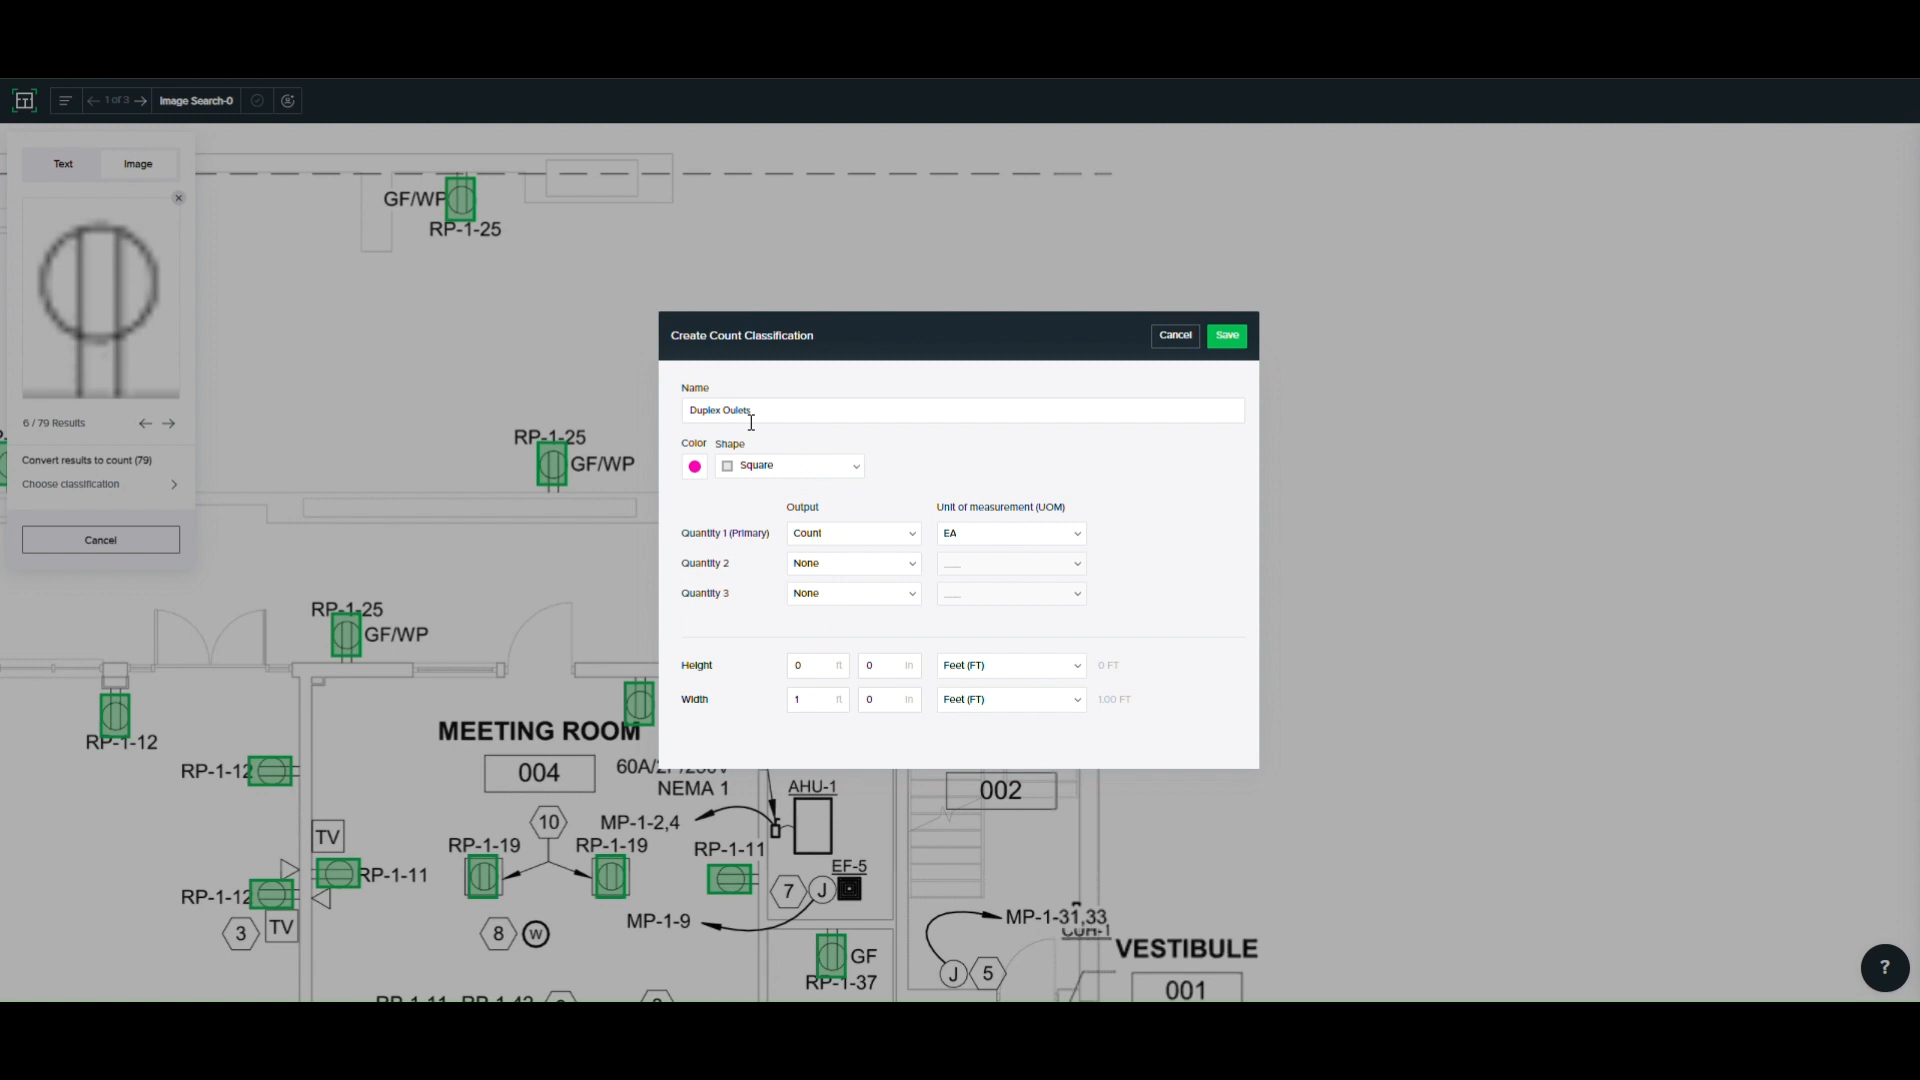 1 of 3
Image Search-0
Text
Image
6 / 79 Results
Convert results to count (79)
Choose classification
Cancel
Create Count Classification
Cancel
Save
Name
Duplex Oulets
Color
Shape
Square
Output
Unit of measurement (UOM)
Quantity 1 (Primary)
Count
EA
Quantity 2
None
Quantity 3
None
Height
0 ft
0 in
Feet (FT)
0 FT
Width
1 ft
0 in
Feet (FT)
1.00 FT
GF/WP
RP-1-25
RP-1-25
GF/WP
RP-1-25
GF/WP
RP-1-12
MEETING ROOM
RP-1-12
004
NEMA 1
AHU-1
002
10
MP-1-2,4
TV
RP-1-19
RP-1-19
RP-1-11
EF-5
RP-1-11
7
J
RP-1-12
MP-1-9
MP-1-31,33
CUH-1
3
TV
8
W
VESTIBULE
GF
RP-1-37
J
5
001
?